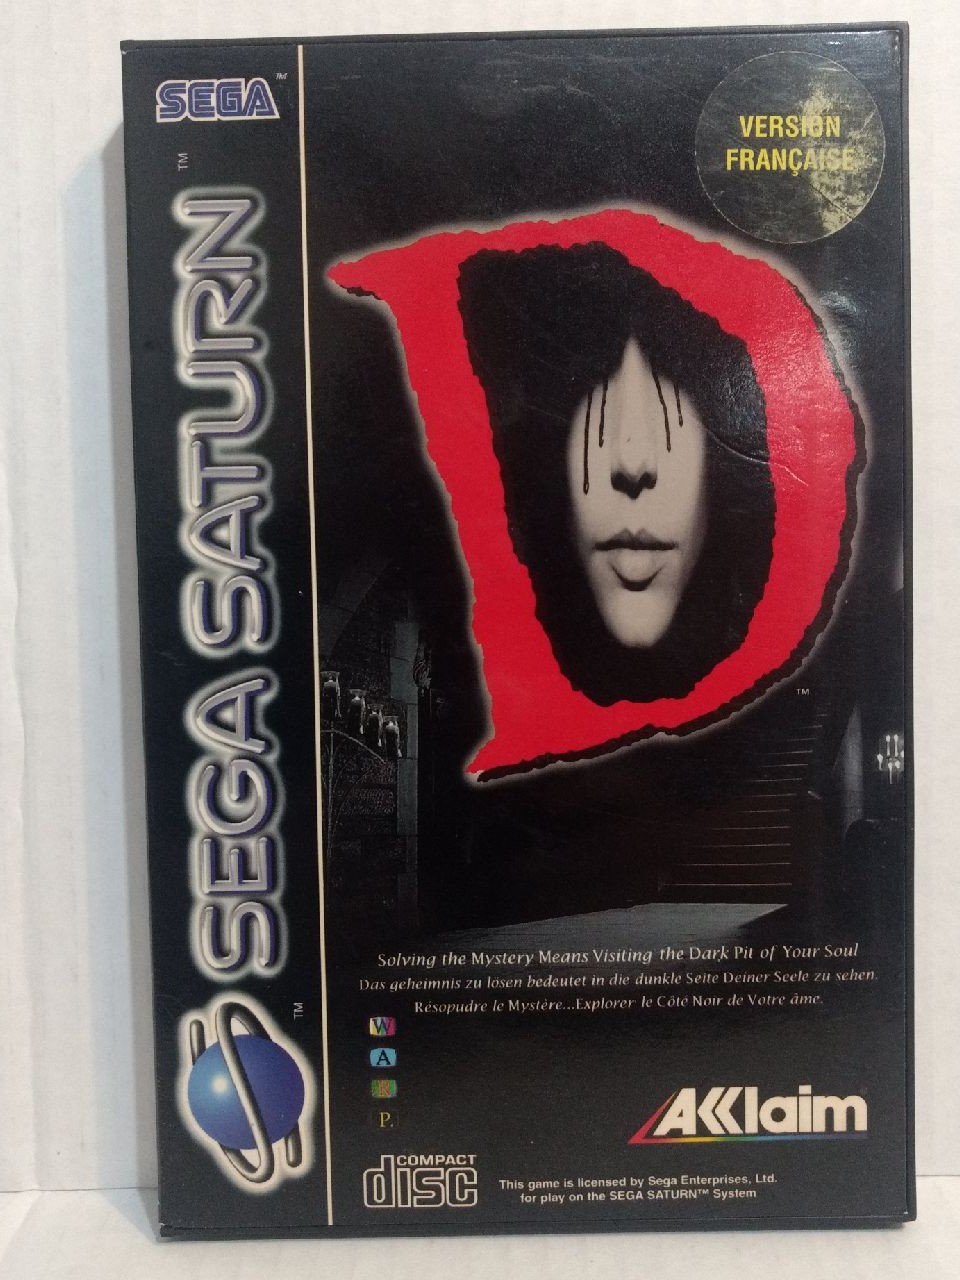 SEGA™
VERSION
FRANÇAISE
SEGA SATURN™
D
™
Solving the Mystery Means Visiting the Dark Pit of Your Soul
Das geheimnis zu lösen bedeutet in die dunkle Seite Deiner Seele zu sehen.
Résopudre le Mystère...Explorer le Côté Noir de Votre âme.
W
A
R
P.
™
AKKlaim
COMPACT
disc
This game is licensed by Sega Enterprises, Ltd.
for play on the SEGA SATURN™ System